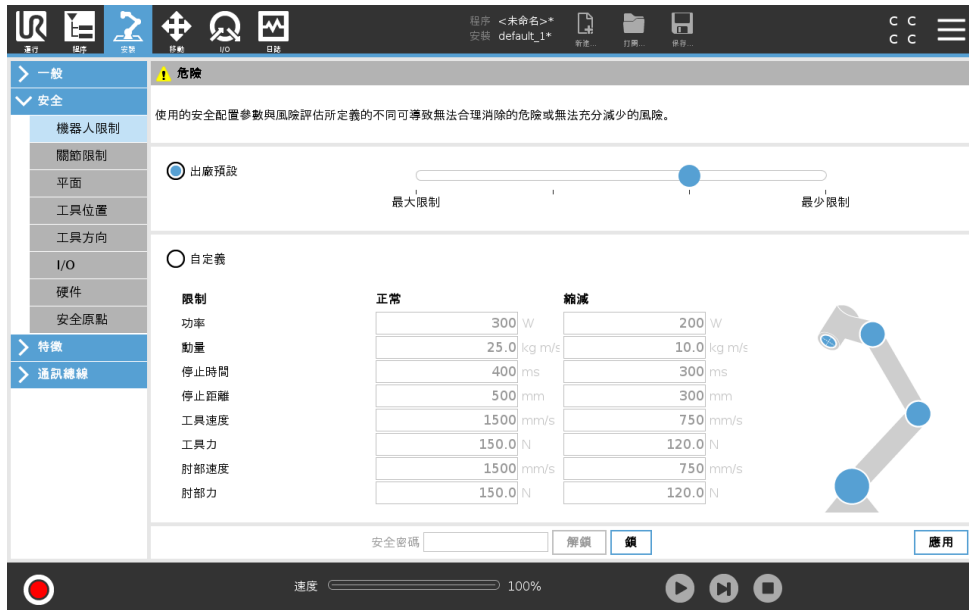 UR
運行
程序
安裝
移動
I/O
日誌
程序 <未命名>*
安裝 default_1*
新建...
打開...
保存...
C C
C C
一般
安全
機器人限制
關節限制
平面
工具位置
工具方向
I/O
硬件
安全原點
特徵
通訊總線
危險
使用的安全配置參數與風險評估所定義的不同可導致無法合理消除的危險或無法充分減少的風險。
出廠預設
最大限制 最少限制
自定義
限制 正常 縮減
功率 300 W 200 W
動量 25.0 kg m/s 10.0 kg m/s
停止時間 400 ms 300 ms
停止距離 500 mm 300 mm
工具速度 1500 mm/s 750 mm/s
工具力 150.0 N 120.0 N
肘部速度 1500 mm/s 750 mm/s
肘部力 150.0 N 120.0 N
安全密碼 解鎖 鎖 應用
速度 100%